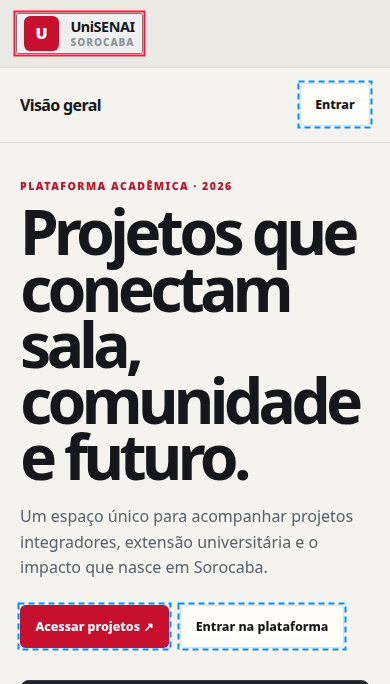 U
UniSENAI
SOROCABA
Visão geral
Entrar
PLATAFORMA ACADÊMICA · 2026
Projetos que
conectam
sala,
comunidade
e futuro.
Um espaço único para acompanhar projetos
integradores, extensão universitária e o
impacto que nasce em Sorocaba.
Acessar projetos ↗
Entrar na plataforma